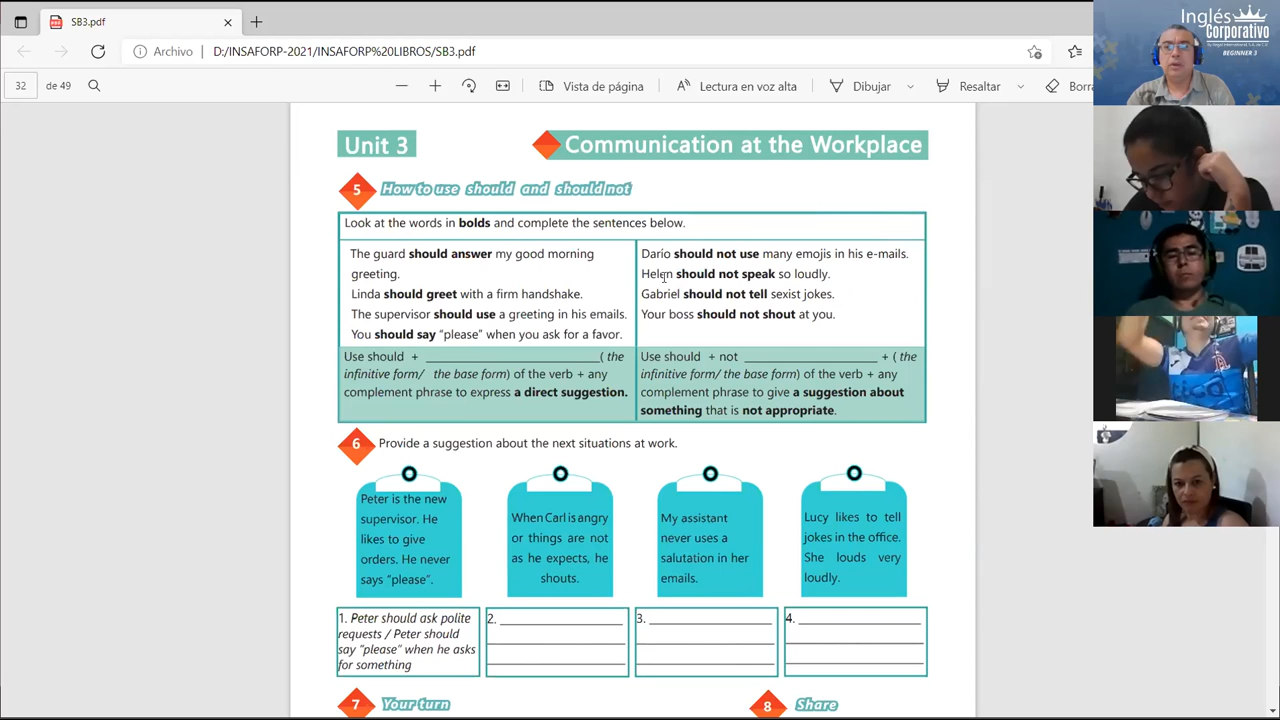 SB3.pdf
Archivo
D:/INSAFORP-2021/INSAFORP%20LIBROS/SB3.pdf
32
de 49
Vista de página
Lectura en voz alta
Dibujar
Resaltar
Borra
Inglés
Corporativo
BEGINNER 3
Unit 3
Communication at the Workplace
5
How to use should and should not
Look at the words in bolds and complete the sentences below.
The guard should answer my good morning
greeting.
Linda should greet with a firm handshake.
The supervisor should use a greeting in his emails.
You should say “please” when you ask for a favor.
Darío should not use many emojis in his e-mails.
Helen should not speak so loudly.
Gabriel should not tell sexist jokes.
Your boss should not shout at you.
Use should + ____________________________( the
infinitive form/ the base form) of the verb + any
complement phrase to express a direct suggestion.
Use should + not _____________________ + ( the
infinitive form/ the base form) of the verb + any
complement phrase to give a suggestion about
something that is not appropriate.
6
Provide a suggestion about the next situations at work.
Peter is the new
supervisor. He
likes to give
orders. He never
says “please”.
When Carl is angry
or things are not
as he expects, he
shouts.
My assistant
never uses a
salutation in her
emails.
Lucy likes to tell
jokes in the office.
She louds very
loudly.
1. Peter should ask polite
requests / Peter should
say “please” when he asks
for something
2. ____________________
3. ____________________
4. ____________________
7
Your turn
8
Share